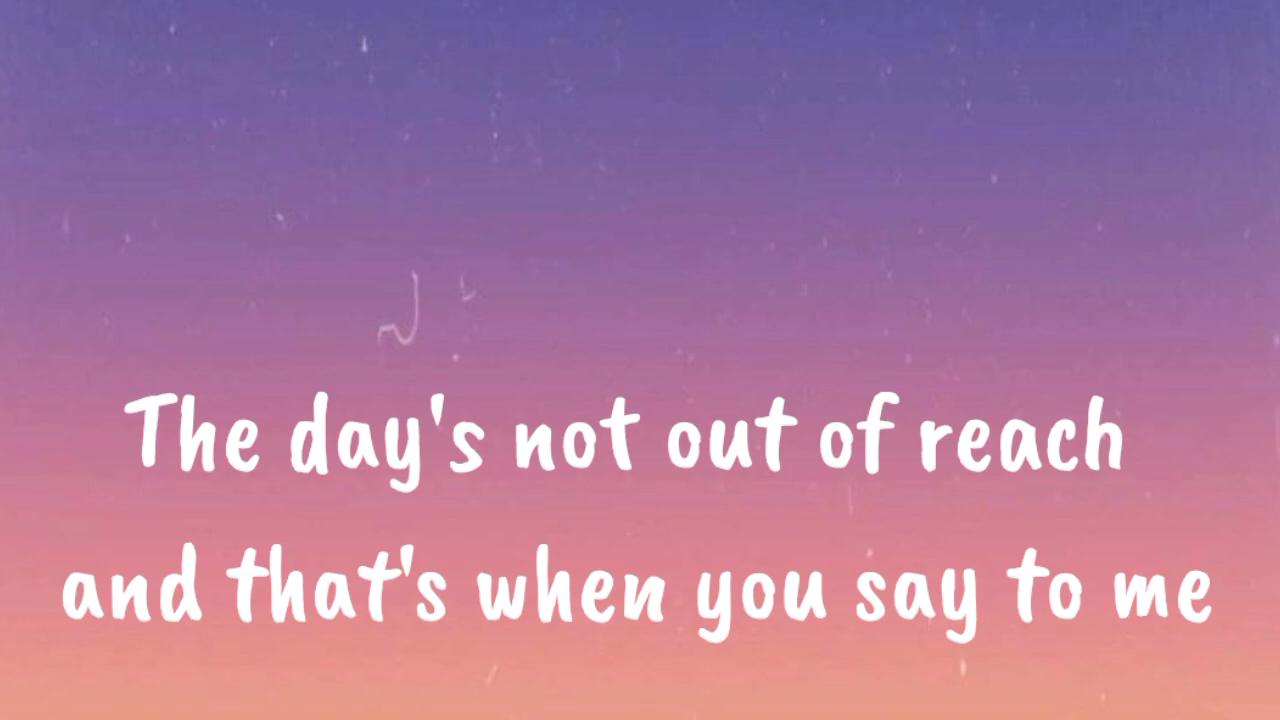 The day's not out of reach
and that's when you say to me